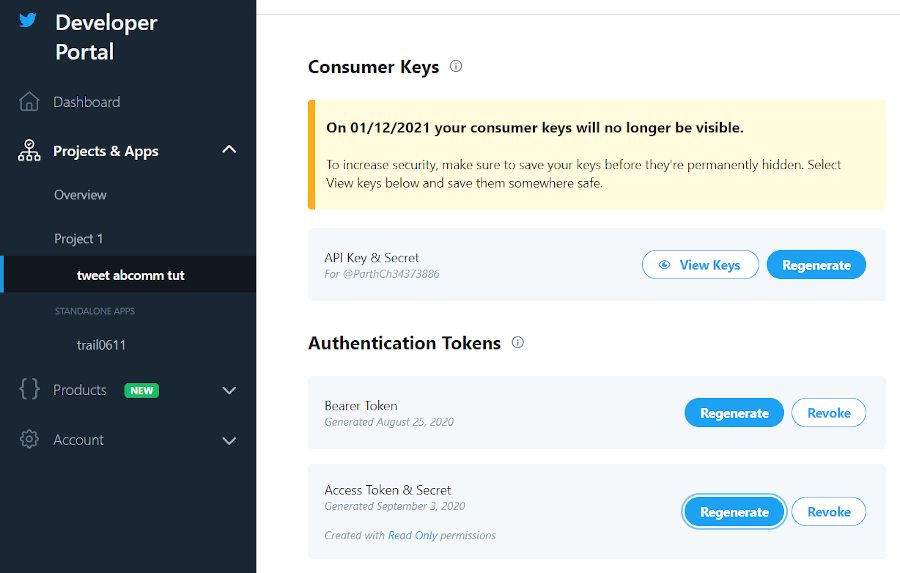 Developer
Portal
Dashboard
Projects & Apps
Overview
Project 1
tweet abcomm tut
STANDALONE APPS
trail0611
{ } Products NEW
Account
Consumer Keys
On 01/12/2021 your consumer keys will no longer be visible.
To increase security, make sure to save your keys before they're permanently hidden. Select
View keys below and save them somewhere safe.
API Key & Secret
For @ParthCh34373886
View Keys
Regenerate
Authentication Tokens
Bearer Token
Generated August 25, 2020
Regenerate
Revoke
Access Token & Secret
Generated September 3, 2020
Created with Read Only permissions
Regenerate
Revoke